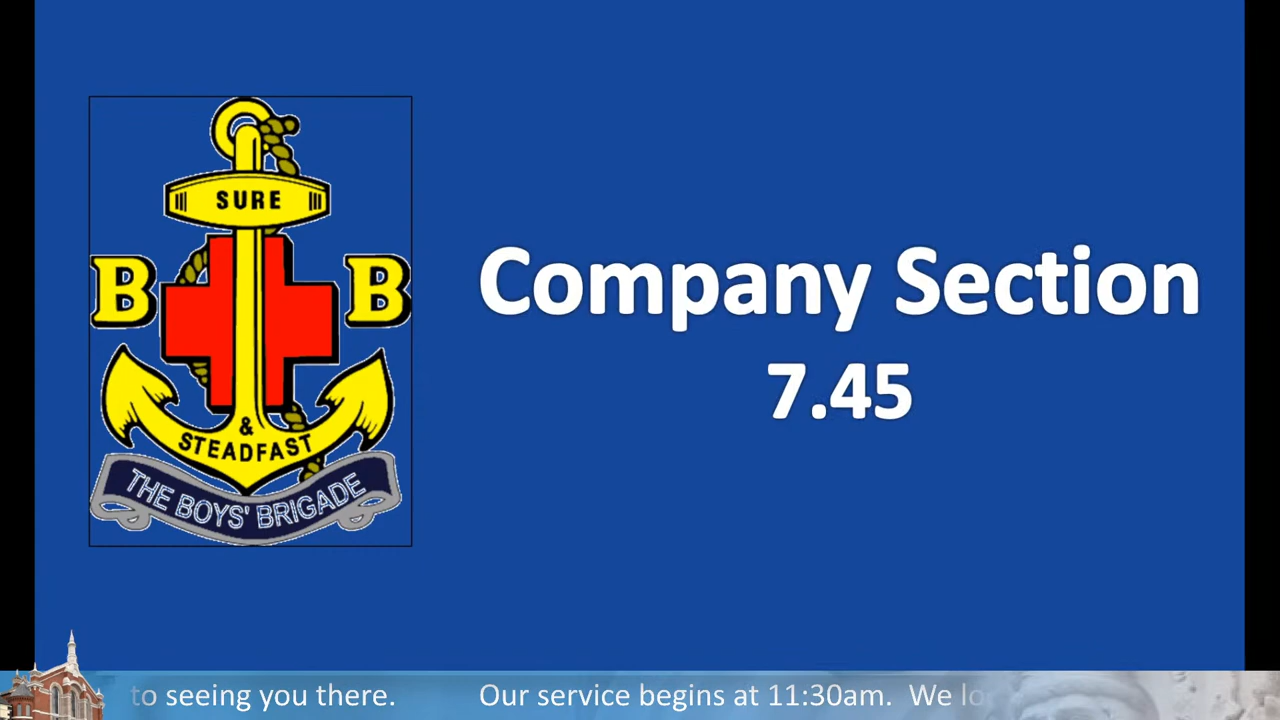 SURE
B B
&
STEADFAST
THE BOYS' BRIGADE
Company Section
7.45
to seeing you there. Our service begins at 11:30am. We lo